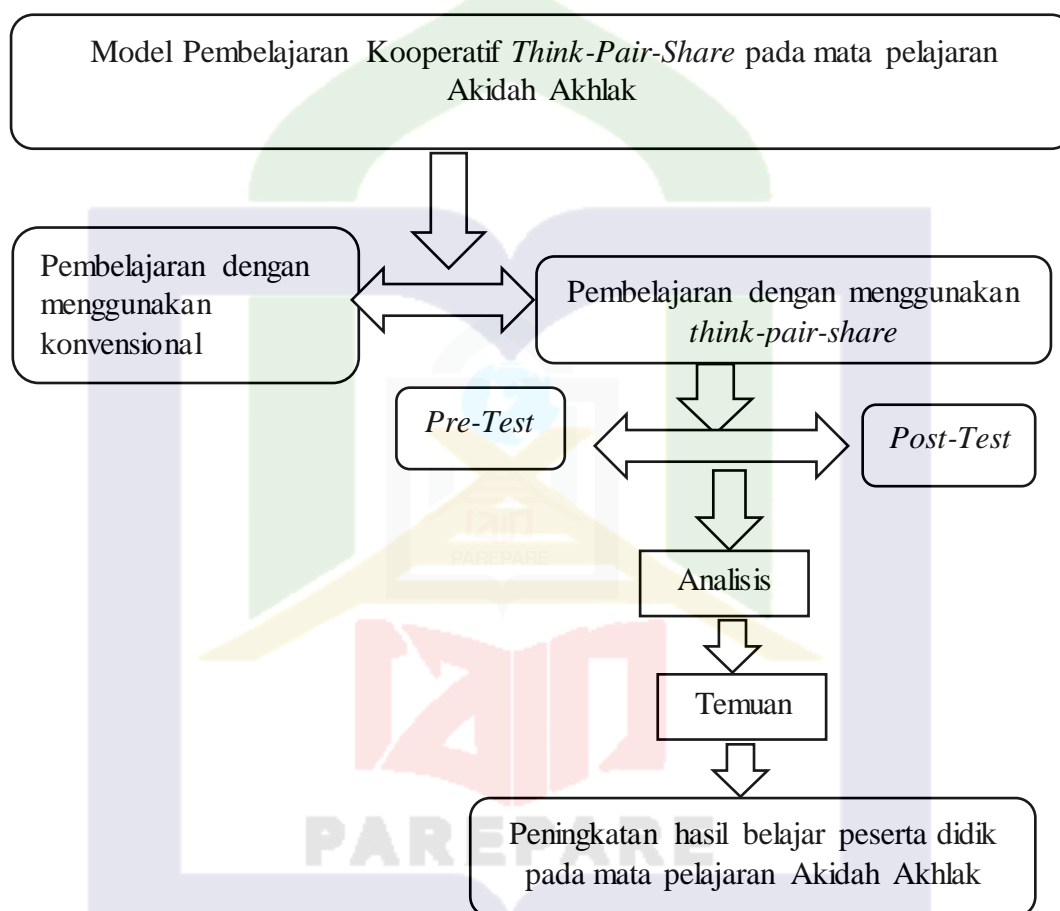 Model Pembelajaran Kooperatif Think-Pair-Share pada mata pelajaran
Akidah Akhlak
Pembelajaran dengan
menggunakan
konvensional
Pembelajaran dengan menggunakan
think-pair-share
Pre-Test
Post-Test
PAREPARE
Analisis
Temuan
Peningkatan hasil belajar peserta didik
pada mata pelajaran Akidah Akhlak
PAREPARE